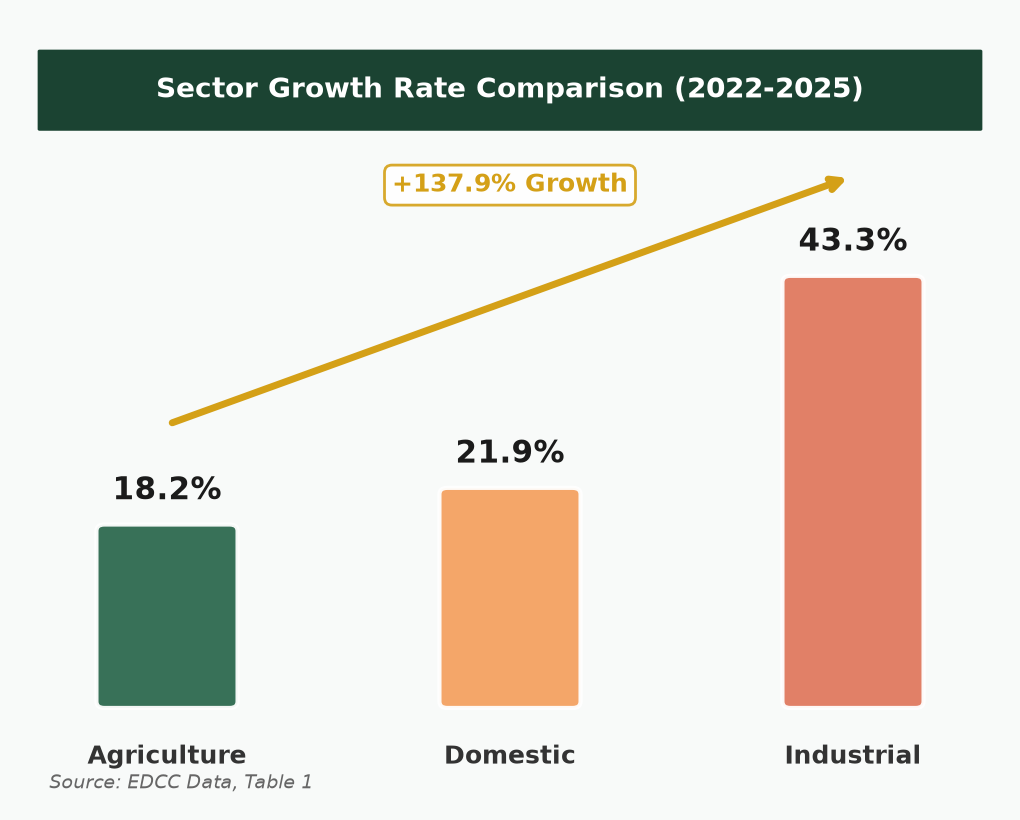 Sector Growth Rate Comparison (2022-2025)
+137.9% Growth
43.3%
21.9%
18.2%
Agriculture
Domestic
Industrial
Source: EDCC Data, Table 1